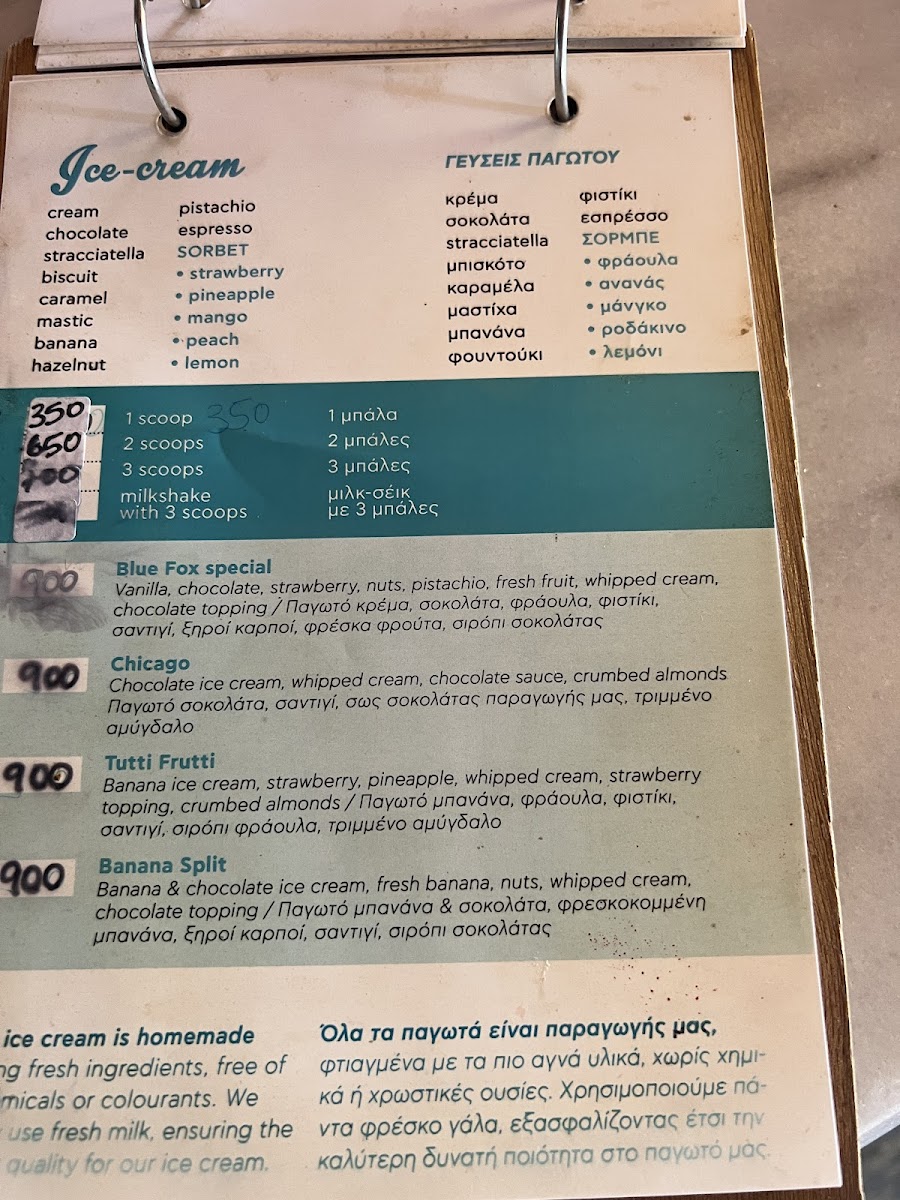 Ice-cream
cream
chocolate
stracciatella
biscuit
caramel
mastic
banana
hazelnut
pistachio
espresso
SORBET
• strawberry
• pineapple
• mango
• peach
• lemon
ΓΕΥΣΕΙΣ ΠΑΓΩΤΟΥ
κρέμα
σοκολάτα
stracciatella
μπισκότο
καραμέλα
μαστίχα
μπανάνα
φουντούκι
φιστίκι
εσπρέσσο
ΣΟΡΜΠΕ
• φράουλα
• ανανάς
• μάνγκο
• ροδάκινο
• λεμόνι
350 1 scoop 350 1 μπάλα
650 2 scoops 2 μπάλες
700 3 scoops 3 μπάλες
milkshake μιλκ-σέικ
with 3 scoops με 3 μπάλες
Blue Fox special
900 Vanilla, chocolate, strawberry, nuts, pistachio, fresh fruit, whipped cream,
chocolate topping / Παγωτό κρέμα, σοκολάτα, φράουλα, φιστίκι,
σαντιγί, ξηροί καρποί, φρέσκα φρούτα, σιρόπι σοκολάτας
Chicago
900 Chocolate ice cream, whipped cream, chocolate sauce, crumbed almonds
Παγωτό σοκολάτα, σαντιγί, σως σοκολάτας παραγωγής μας, τριμμένο
αμύγδαλο
Tutti Frutti
900 Banana ice cream, strawberry, pineapple, whipped cream, strawberry
topping, crumbed almonds / Παγωτό μπανάνα, φράουλα, φιστίκι,
σαντιγί, σιρόπι φράουλα, τριμμένο αμύγδαλο
Banana Split
900 Banana & chocolate ice cream, fresh banana, nuts, whipped cream,
chocolate topping / Παγωτό μπανάνα & σοκολάτα, φρεσκοκομμένη
μπανάνα, ξηροί καρποί, σαντιγί, σιρόπι σοκολάτας
ice cream is homemade
ng fresh ingredients, free of
micals or colourants. We
use fresh milk, ensuring the
quality for our ice cream.
Όλα τα παγωτά είναι παραγωγής μας,
φτιαγμένα με τα πιο αγνά υλικά, χωρίς χημι-
κά ή χρωστικές ουσίες. Χρησιμοποιούμε πά-
ντα φρέσκο γάλα, εξασφαλίζοντας έτσι την
καλύτερη δυνατή ποιότητα στο παγωτό μας.